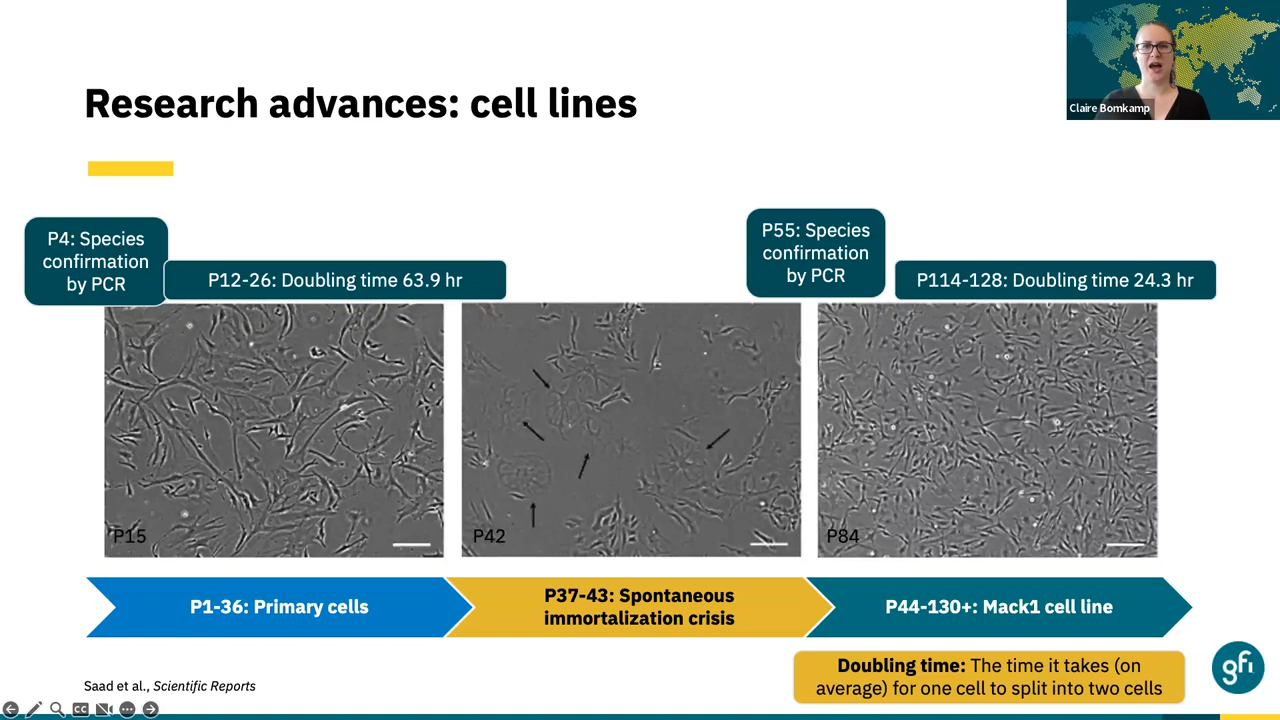 Research advances: cell lines
Claire Bomkamp
P4: Species
confirmation
by PCR
P12-26: Doubling time 63.9 hr
P55: Species
confirmation
by PCR
P114-128: Doubling time 24.3 hr
P15
P42
P84
P1-36: Primary cells
P37-43: Spontaneous
immortalization crisis
P44-130+: Mack1 cell line
Doubling time: The time it takes (on
average) for one cell to split into two cells
Saad et al., Scientific Reports
gfi
CC